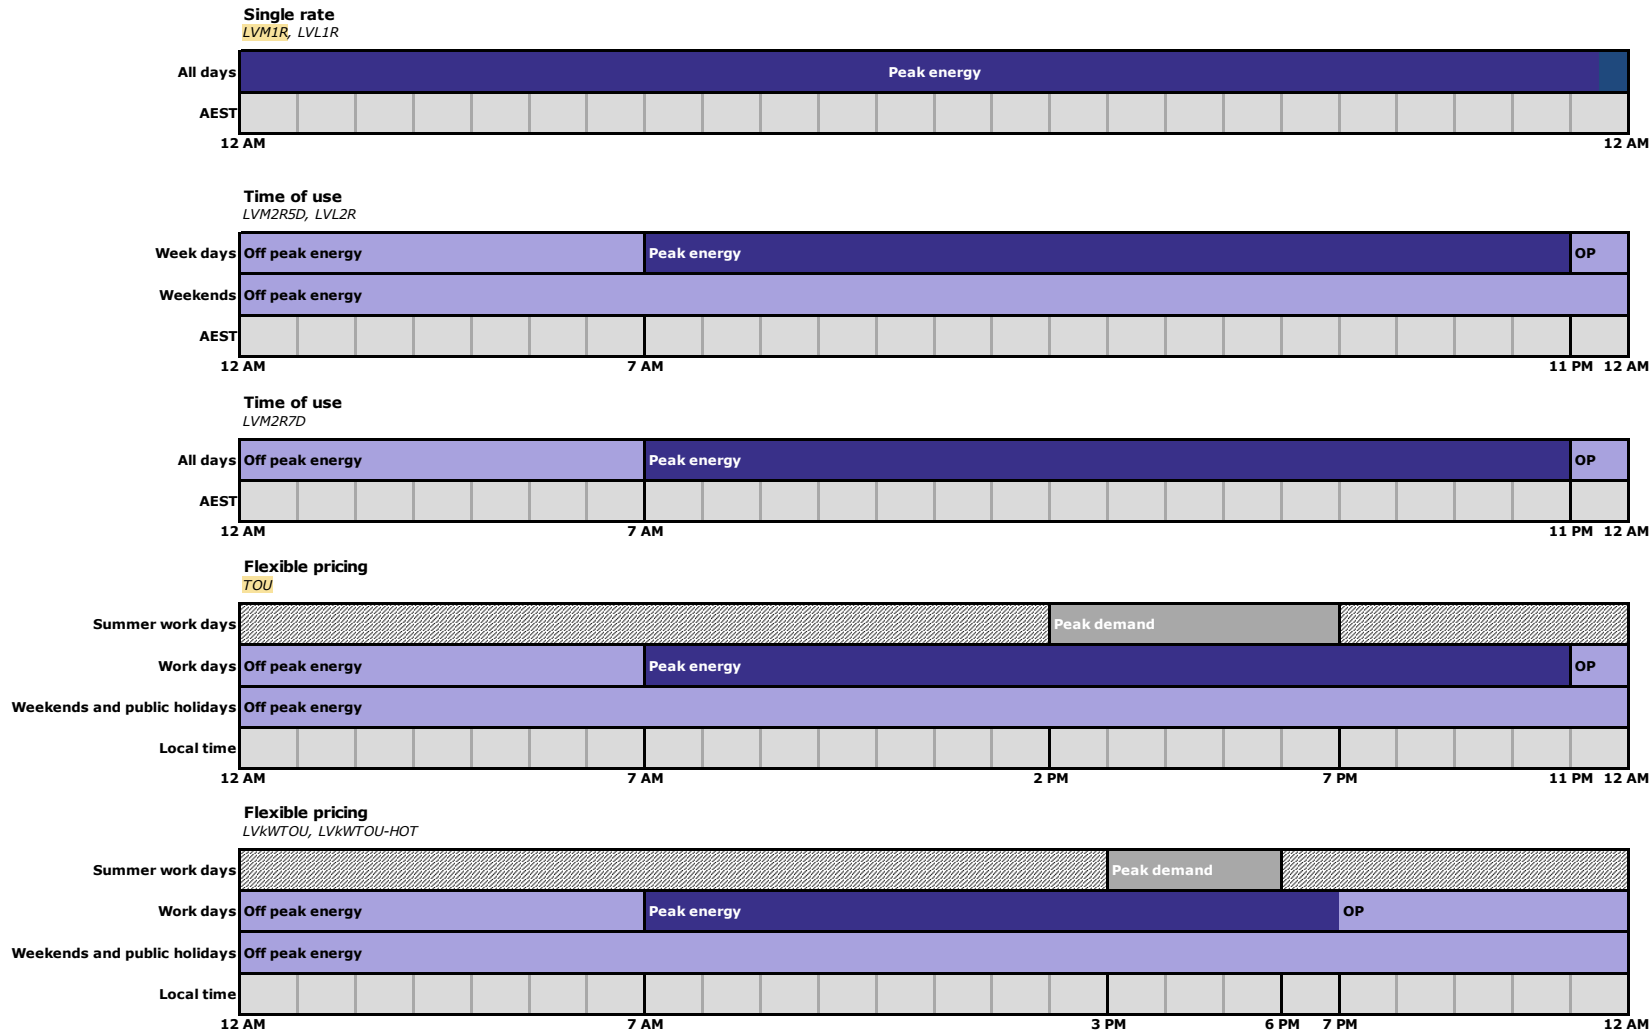 Single rate
LVM1R, LVL1R
All days Peak energy
AEST
12 AM 12 AM
Time of use
LVM2R5D, LVL2R
Week days Off peak energy Peak energy OP
Weekends Off peak energy
AEST
12 AM 7 AM 11 PM 12 AM
Time of use
LVM2R7D
All days Off peak energy Peak energy OP
AEST
12 AM 7 AM 11 PM 12 AM
Flexible pricing
TOU
Summer work days Peak demand
Work days Off peak energy Peak energy OP
Weekends and public holidays Off peak energy
Local time
12 AM 7 AM 2 PM 7 PM 11 PM 12 AM
Flexible pricing
LVkWTOU, LVkWTOU-HOT
Summer work days Peak demand
Work days Off peak energy Peak energy OP
Weekends and public holidays Off peak energy
Local time
12 AM 7 AM 3 PM 6 PM 7 PM 12 AM